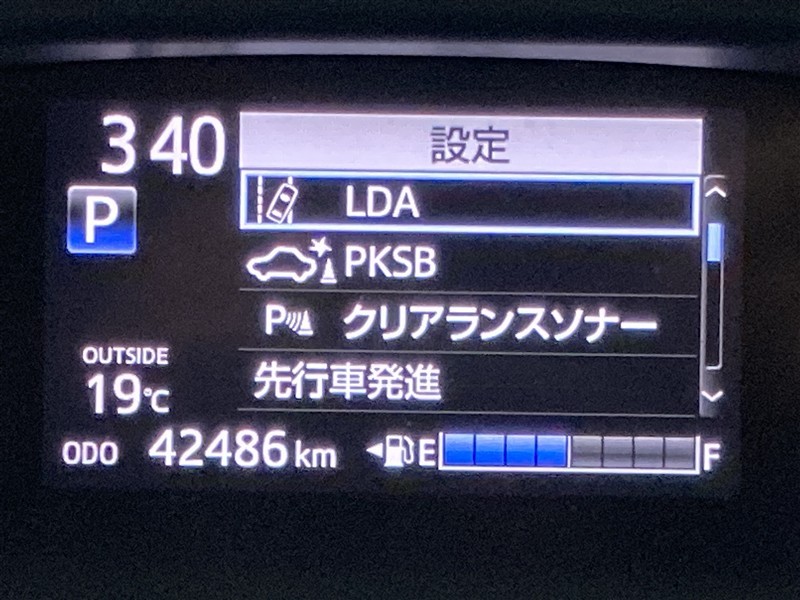 3 40
設定
P
LDA
PKSB
P クリアランスソナー
先行車発進
OUTSIDE
19℃
ODO 42486 km E F